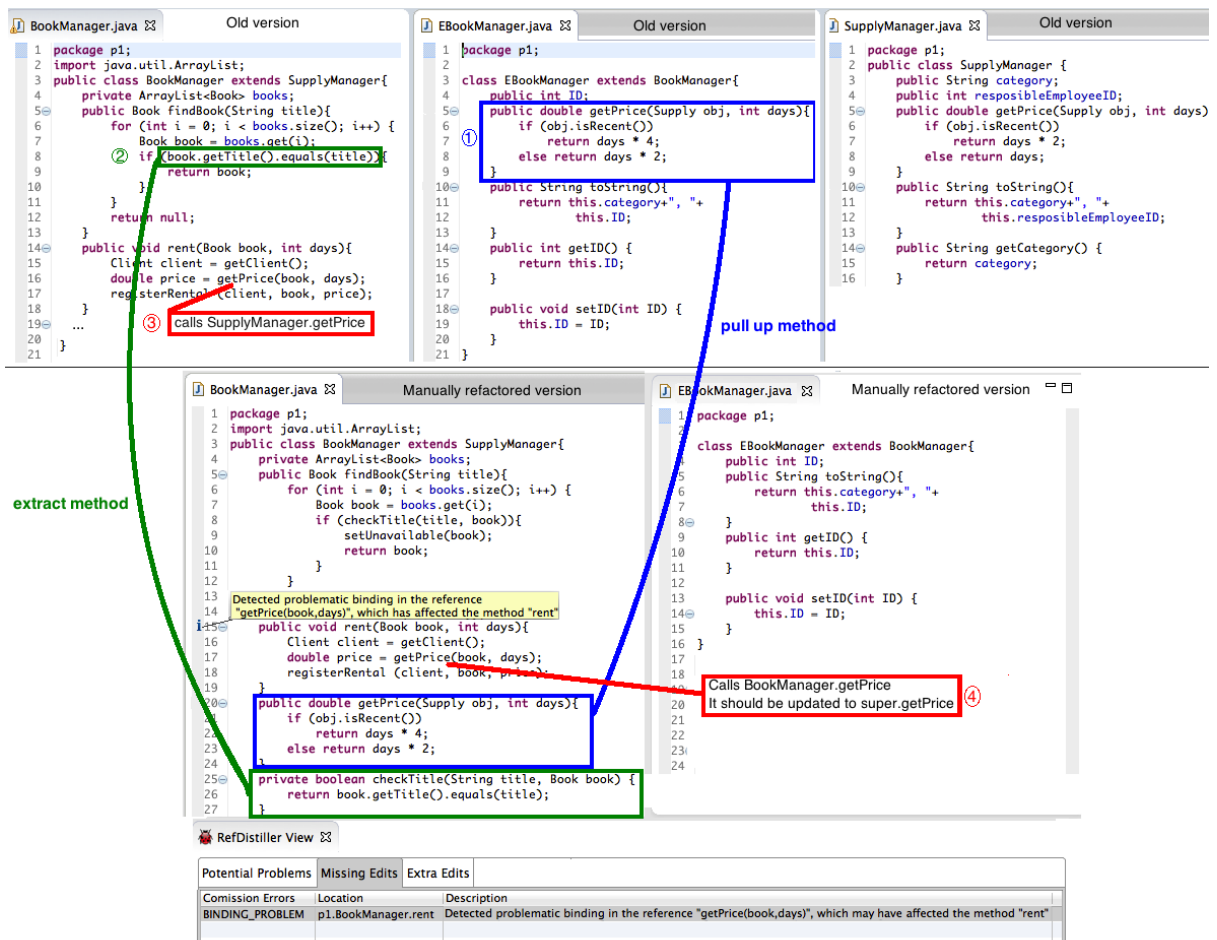 BookManager.java
Old version
1 package p1;
2 import java.util.ArrayList;
3 public class BookManager extends SupplyManager{
4 private ArrayList<Book> books;
5 public Book findBook(String title){
6 for (int i = 0; i < books.size(); i++) {
7 Book book = books.get(i);
8 ② if (book.getTitle().equals(title)){
9 return book;
10 }
11 }
12 return null;
13 }
14 public void rent(Book book, int days){
15 Client client = getClient();
16 double price = getPrice(book, days);
17 registerRental (client, book, price);
18 }
19 ...
20 }
21
③ calls SupplyManager.getPrice
EBookManager.java
Old version
1 package p1;
2
3 class EBookManager extends BookManager{
4 public int ID;
5 public double getPrice(Supply obj, int days){
6 if (obj.isRecent())
7 ① return days * 4;
8 else return days * 2;
9 }
10 public String toString(){
11 return this.category+", "+
12 this.ID;
13 }
14 public int getID() {
15 return this.ID;
16 }
17
18 public void setID(int ID) {
19 this.ID = ID;
20 }
21 }
pull up method
SupplyManager.java
Old version
1 package p1;
2 public class SupplyManager {
3 public String category;
4 public int resposibleEmployeeID;
5 public double getPrice(Supply obj, int days)
6 if (obj.isRecent())
7 return days * 2;
8 else return days;
9 }
10 public String toString(){
11 return this.category+", "+
12 this.resposibleEmployeeID;
13 }
14 public String getCategory() {
15 return category;
16 }
extract method
BookManager.java
Manually refactored version
1 package p1;
2 import java.util.ArrayList;
3 public class BookManager extends SupplyManager{
4 private ArrayList<Book> books;
5 public Book findBook(String title){
6 for (int i = 0; i < books.size(); i++) {
7 Book book = books.get(i);
8 if (checkTitle(title, book)){
9 setUnavailable(book);
10 return book;
11 }
12 }
13 Detected problematic binding in the reference
14 "getPrice(book,days)", which has affected the method "rent"
15 public void rent(Book book, int days){
16 Client client = getClient();
17 double price = getPrice(book, days);
18 registerRental (client, book, price);
19 }
20 public double getPrice(Supply obj, int days){
21 if (obj.isRecent())
22 return days * 4;
23 else return days * 2;
24 }
25 private boolean checkTitle(String title, Book book) {
26 return book.getTitle().equals(title);
27 }
EBookManager.java
Manually refactored version
1 package p1;
2
class EBookManager extends BookManager{
4 public int ID;
5 public String toString(){
6 return this.category+", "+
7 this.ID;
8 }
9 public int getID() {
10 return this.ID;
11 }
12
13 public void setID(int ID) {
14 this.ID = ID;
15 }
16 }
17
18
19 Calls BookManager.getPrice
20 It should be updated to super.getPrice ④
21
22
23
24
RefDistiller View
Potential Problems Missing Edits Extra Edits
Comission Errors Location Description
BINDING_PROBLEM p1.BookManager.rent Detected problematic binding in the reference "getPrice(book,days)", which may have affected the method "rent"